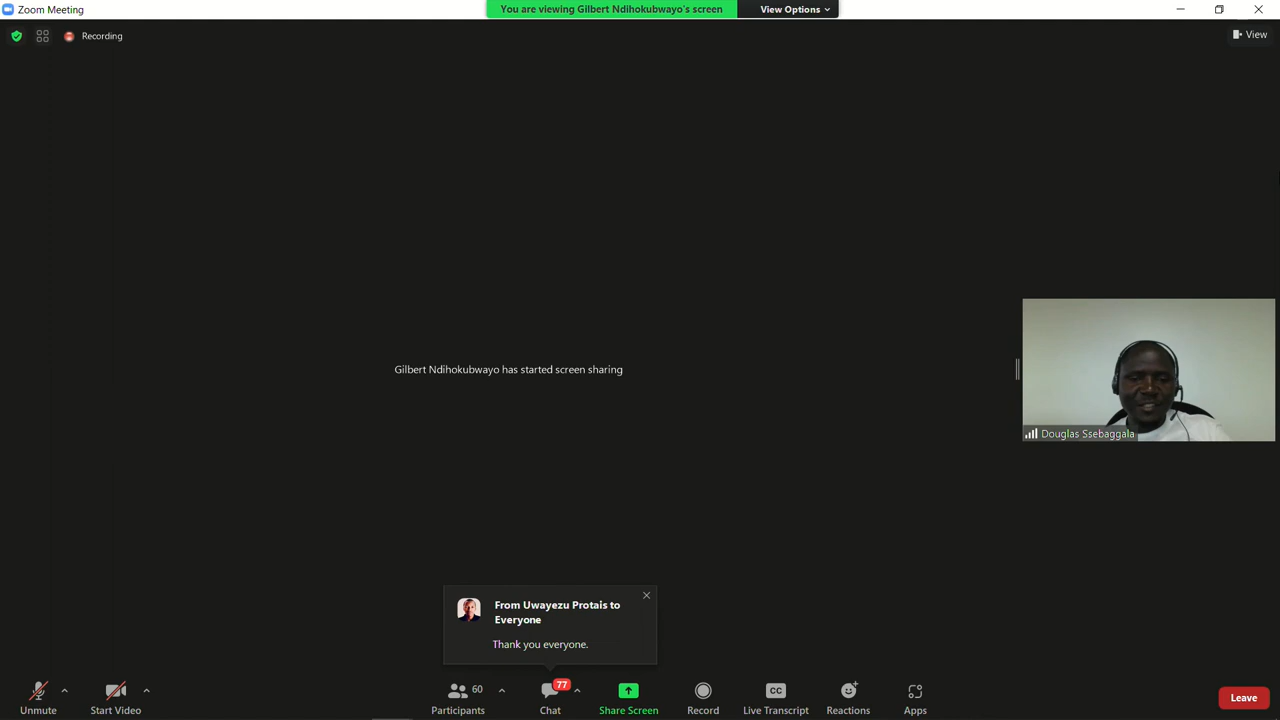 Zoom Meeting
You are viewing Gilbert Ndihokubwayo's screen
View Options
Recording
View
Gilbert Ndihokubwayo has started screen sharing
Douglas Ssebaggala
From Uwayezu Protais to
Everyone
Thank you everyone.
60
77
CC
Unmute
Start Video
Participants
Chat
Share Screen
Record
Live Transcript
Reactions
Apps
Leave